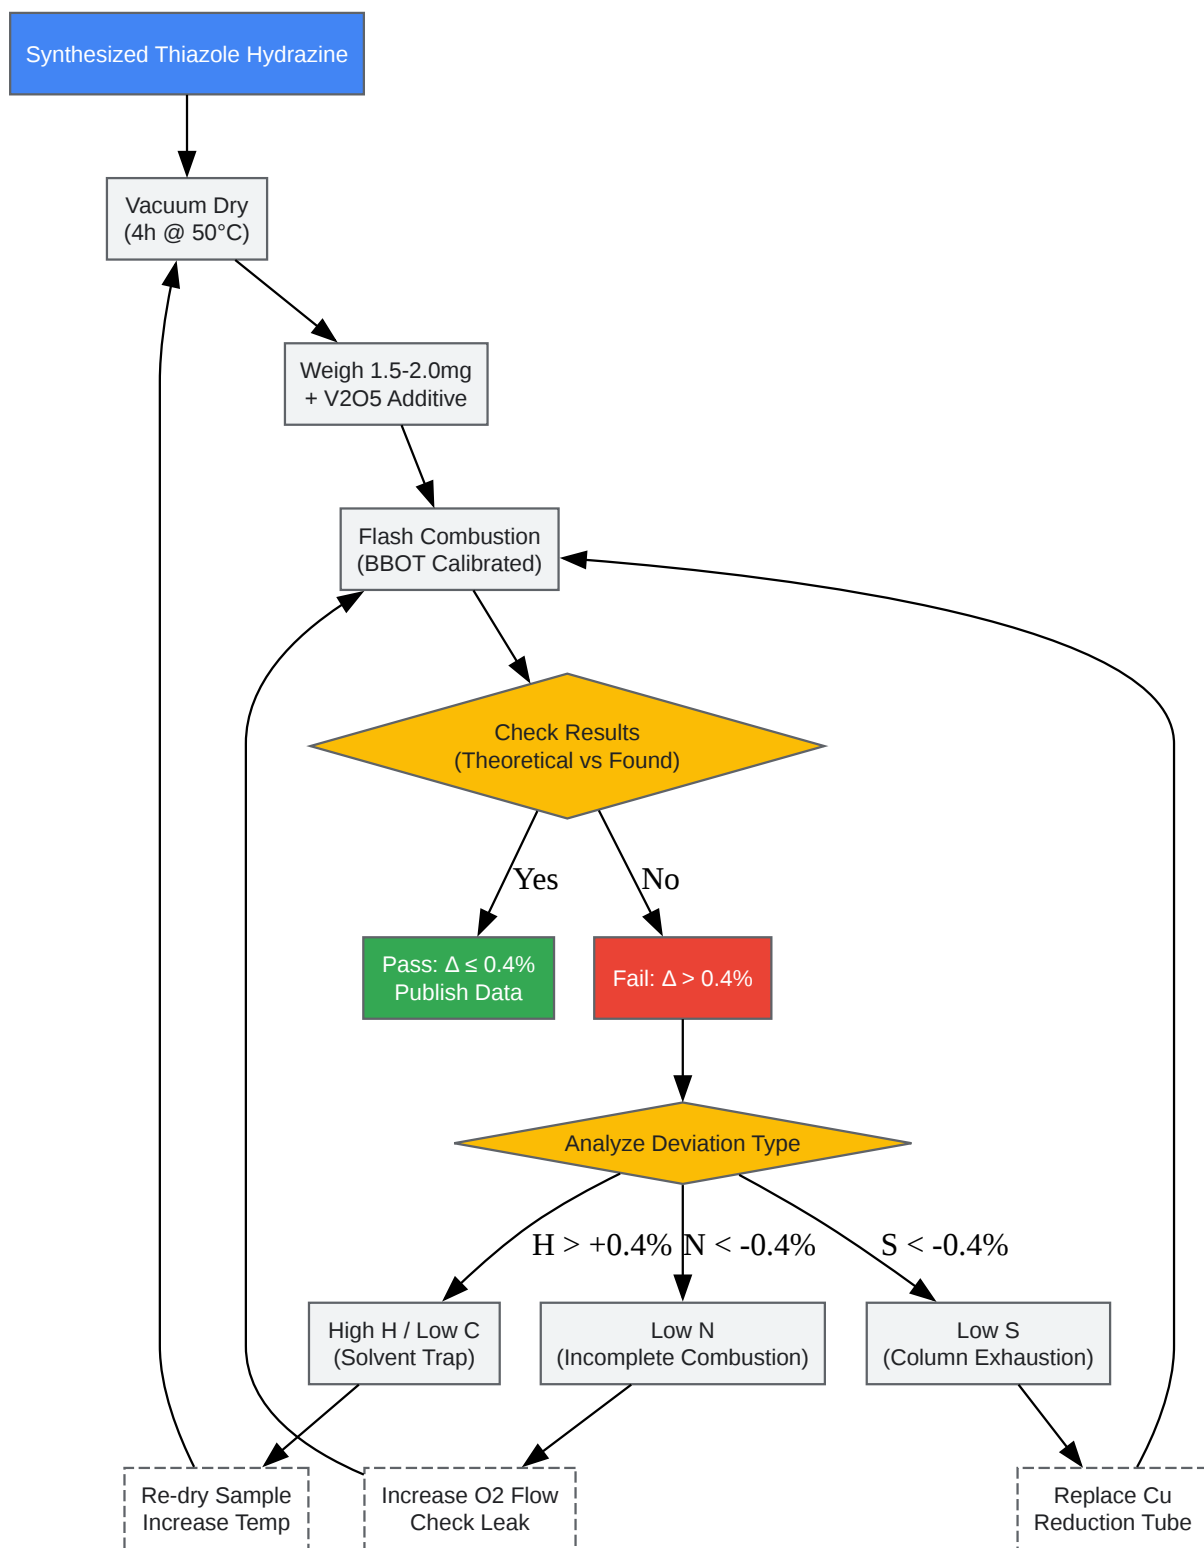 Synthesized Thiazole Hydrazine
Vacuum Dry
(4h @ 50°C)
Weigh 1.5-2.0mg
+ V2O5 Additive
Flash Combustion
(BBOT Calibrated)
Check Results
(Theoretical vs Found)
Yes
No
Pass: Δ ≤ 0.4%
Publish Data
Fail: Δ > 0.4%
Analyze Deviation Type
H > +0.4%
N < -0.4%
S < -0.4%
High H / Low C
(Solvent Trap)
Low N
(Incomplete Combustion)
Low S
(Column Exhaustion)
Re-dry Sample
Increase Temp
Increase O2 Flow
Check Leak
Replace Cu
Reduction Tube